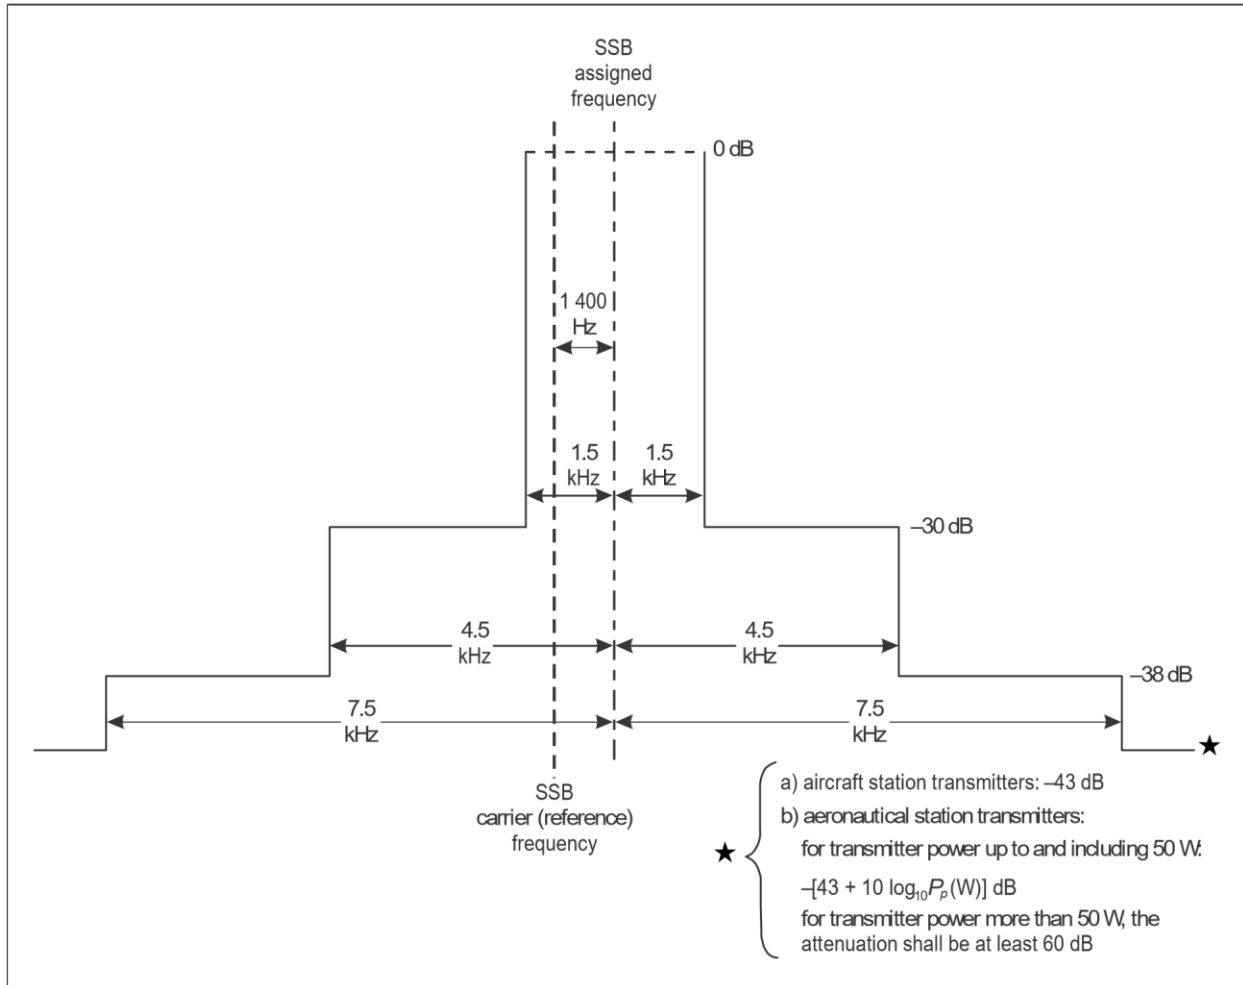 SSB
assigned
frequency
0 dB
1 400
Hz
1.5
kHz
1.5
kHz
–30 dB
4.5
kHz
4.5
kHz
–38 dB
7.5
kHz
7.5
kHz
★
SSB
carrier (reference)
frequency
★
a) aircraft station transmitters: –43 dB
b) aeronautical station transmitters:
for transmitter power up to and including 50 W:
–[43 + 10 log₁₀Pₚ(W)] dB
for transmitter power more than 50 W, the
attenuation shall be at least 60 dB